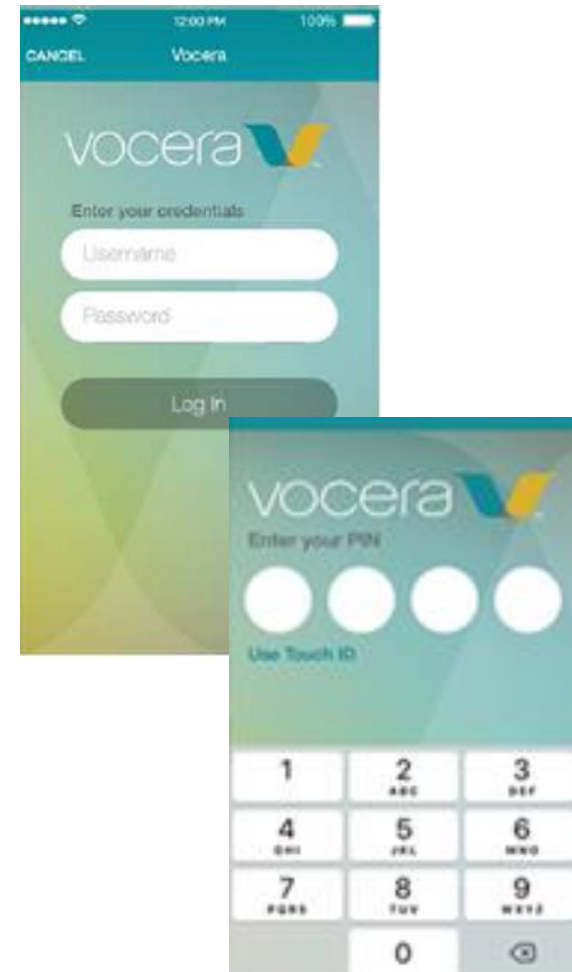 12:00 PM 100%
CANCEL Vocera
vocera
Enter your credentials
Username
Password
Log In
vocera
Enter your PIN
Use Touch ID
1 2 3
ABC DEF
4 5 6
GHI JKL MNO
7 8 9
PQRS TUV WXYZ
0